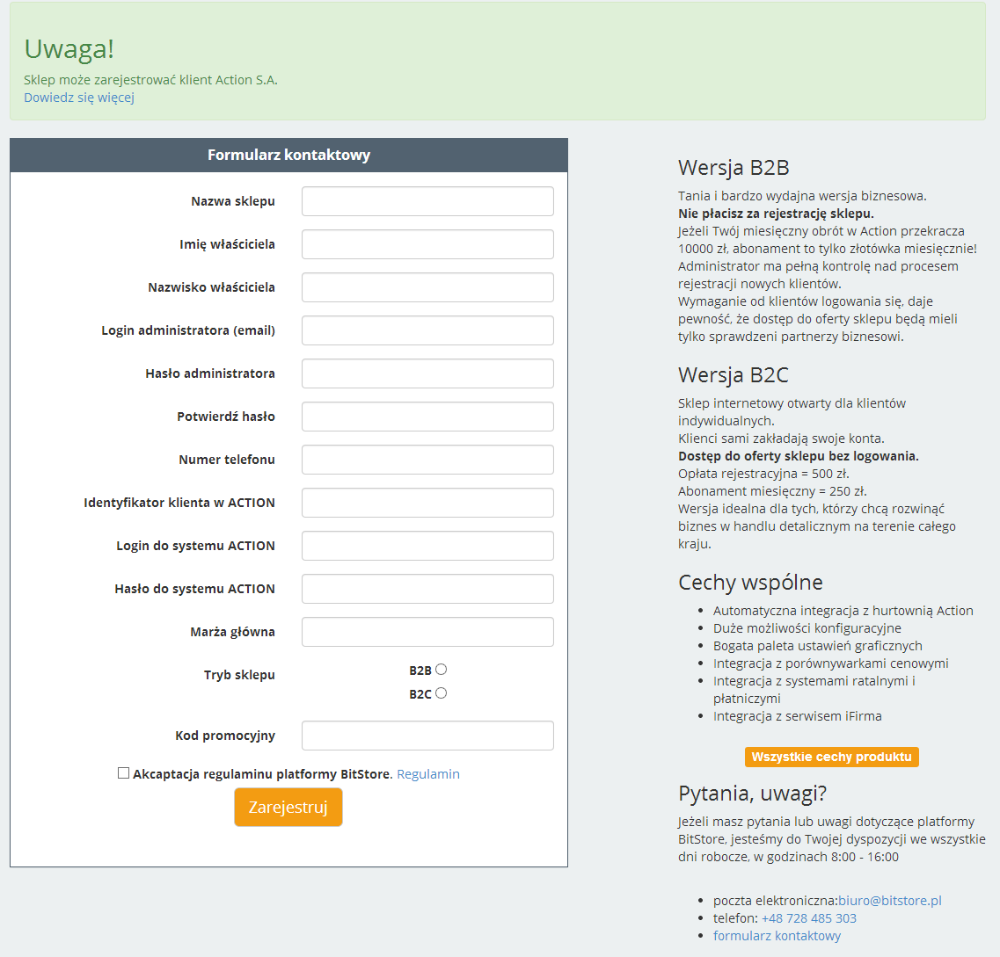 Uwaga!
Sklep może zarejestrować klient Action S.A.
Dowiedz się więcej
Formularz kontaktowy
Nazwa sklepu
Imię właściciela
Nazwisko właściciela
Login administratora (email)
Hasło administratora
Potwierdź hasło
Numer telefonu
Identyfikator klienta w ACTION
Login do systemu ACTION
Hasło do systemu ACTION
Marża główna
Tryb sklepu
B2B
B2C
Kod promocyjny
Akcaptacja regulaminu platformy BitStore. Regulamin
Zarejestruj
Wersja B2B
Tania i bardzo wydajna wersja biznesowa.
Nie płacisz za rejestrację sklepu.
Jeżeli Twój miesięczny obrót w Action przekracza
10000 zł, abonament to tylko złotówka miesięcznie!
Administrator ma pełną kontrolę nad procesem
rejestracji nowych klientów.
Wymaganie od klientów logowania się, daje
pewność, że dostęp do oferty sklepu będą mieli
tylko sprawdzeni partnerzy biznesowi.
Wersja B2C
Sklep internetowy otwarty dla klientów
indywidualnych.
Klienci sami zakładają swoje konta.
Dostęp do oferty sklepu bez logowania.
Opłata rejestracyjna = 500 zł.
Abonament miesięczny = 250 zł.
Wersja idealna dla tych, którzy chcą rozwinąć
biznes w handlu detalicznym na terenie całego
kraju.
Cechy wspólne
Automatyczna integracja z hurtownią Action
Duże możliwości konfiguracyjne
Bogata paleta ustawień graficznych
Integracja z porównywarkami cenowymi
Integracja z systemami ratalnymi i
płatniczymi
Integracja z serwisem iFirma
Wszystkie cechy produktu
Pytania, uwagi?
Jeżeli masz pytania lub uwagi dotyczące platformy
BitStore, jesteśmy do Twojej dyspozycji we wszystkie
dni robocze, w godzinach 8:00 - 16:00
poczta elektroniczna:biuro@bitstore.pl
telefon: +48 728 485 303
formularz kontaktowy